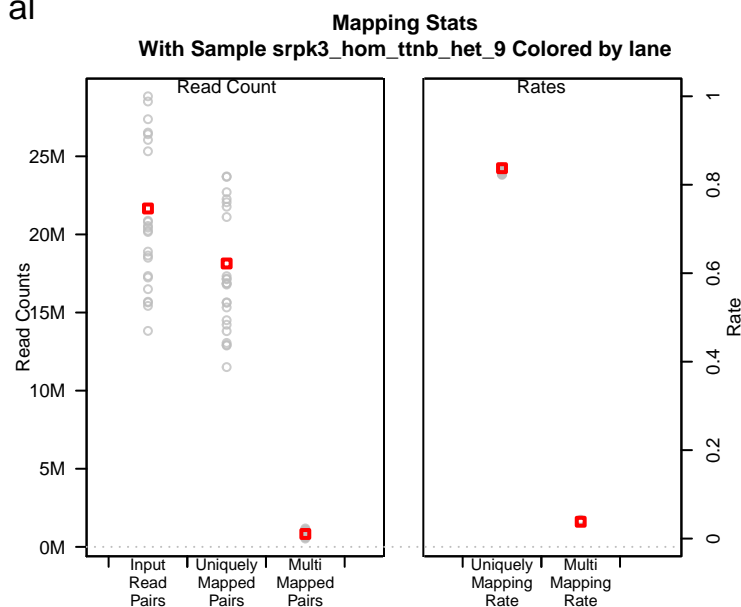 al
Mapping Stats
With Sample srpk3_hom_ttnb_het_9 Colored by lane
Read Count
Rates
25M
20M
15M
10M
5M
0M
Read Counts
1
0.8
0.6
0.4
0.2
0
Rate
Input
Read
Pairs
Uniquely
Mapped
Pairs
Multi
Mapped
Pairs
Uniquely
Mapping
Rate
Multi
Mapping
Rate